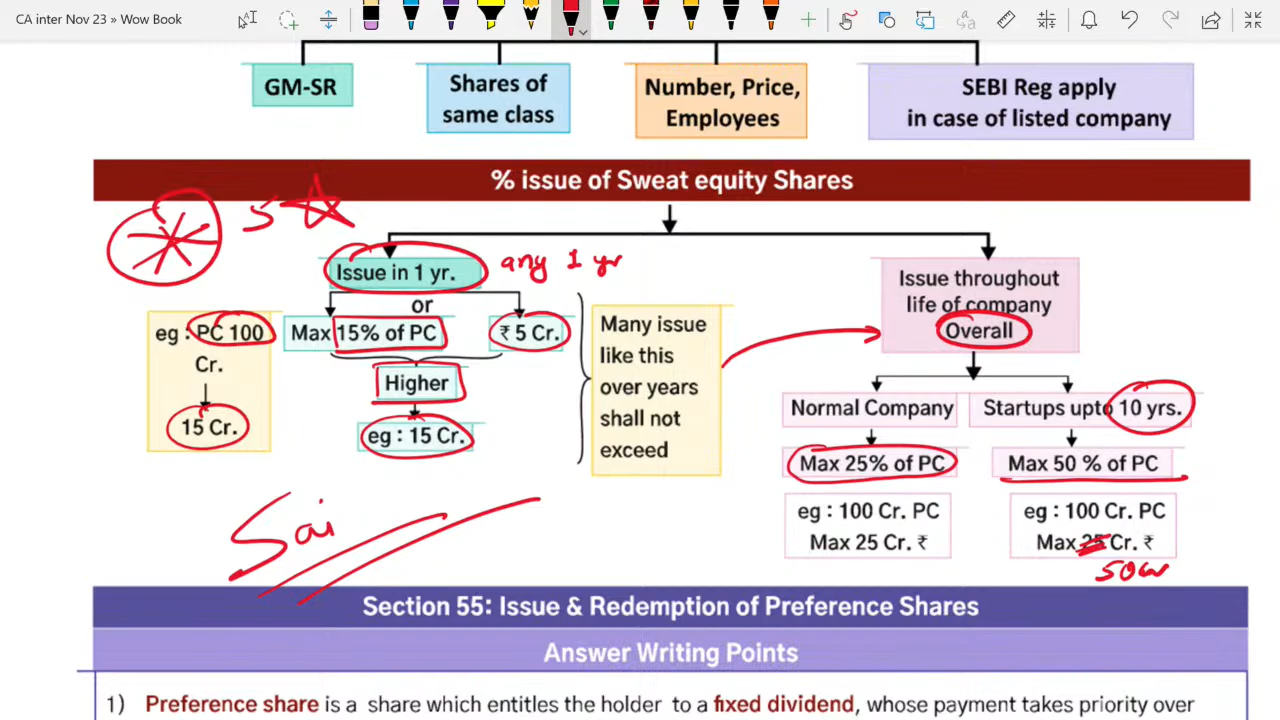 CA inter Nov 23 » Wow Book
GM-SR
Shares of
same class
Number, Price,
Employees
SEBI Reg apply
in case of listed company
% issue of Sweat equity Shares
5
Issue in 1 yr.
any 1 yr
or
Max 15% of PC
₹ 5 Cr.
Higher
eg : 15 Cr.
eg : PC 100
Cr.
15 Cr.
Many issue
like this
over years
shall not
exceed
Issue throughout
life of company
Overall
Normal Company
Max 25% of PC
eg : 100 Cr. PC
Max 25 Cr. ₹
Startups upto 10 yrs.
Max 50 % of PC
eg : 100 Cr. PC
Max 25 Cr. ₹
Sai
Section 55: Issue & Redemption of Preference Shares
Answer Writing Points
1) Preference share is a share which entitles the holder to a fixed dividend, whose payment takes priority over